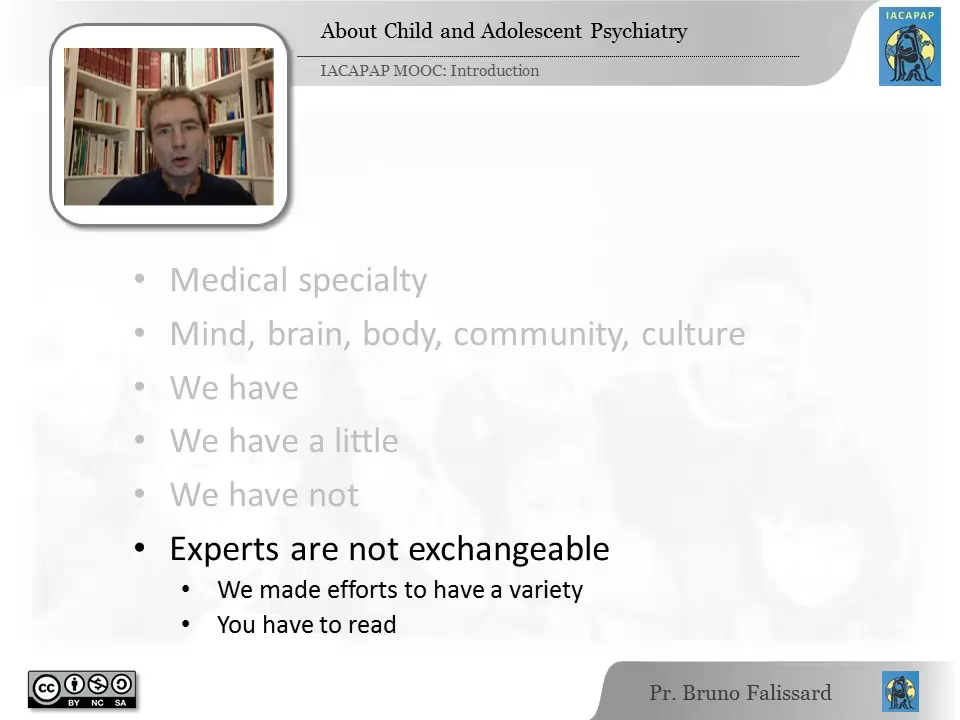 IACAPAP
About Child and Adolescent Psychiatry
IACAPAP MOOC: Introduction
• Medical specialty
• Mind, brain, body, community, culture
• We have
• We have a little
• We have not
• Experts are not exchangeable
• We made efforts to have a variety
• You have to read
cc
BY NC SA
Pr. Bruno Falissard